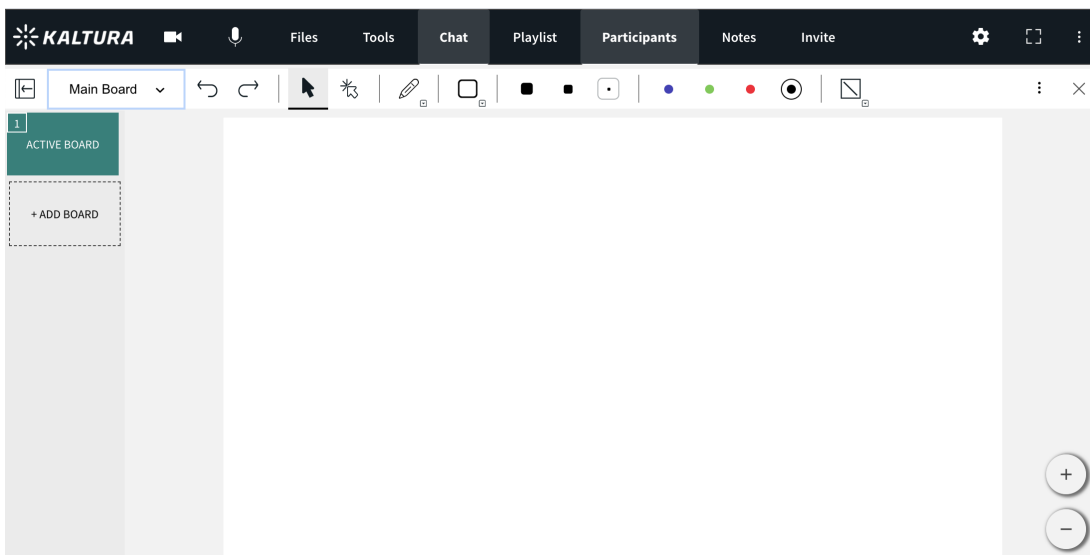 KALTURA Files Tools Chat Playlist Participants Notes Invite
Main Board
1
ACTIVE BOARD
+ ADD BOARD